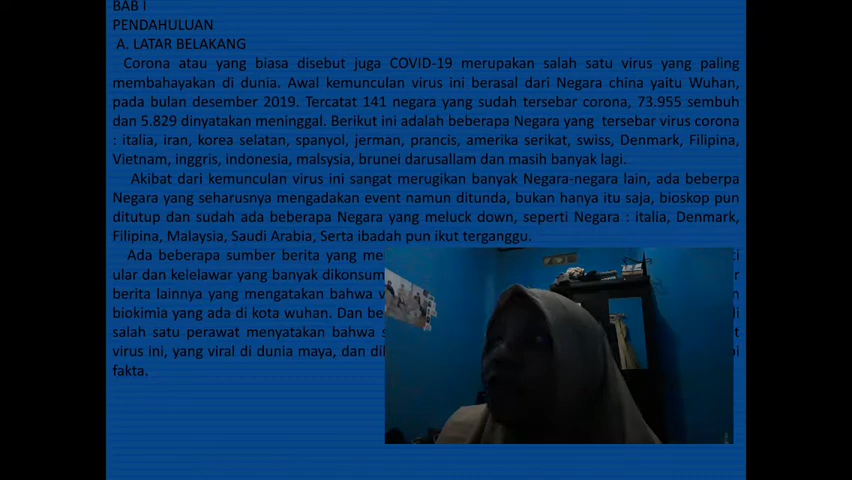 BAB I
PENDAHULUAN
A. LATAR BELAKANG
Corona atau yang biasa disebut juga COVID-19 merupakan salah satu virus yang paling
membahayakan di dunia. Awal kemunculan virus ini berasal dari Negara china yaitu Wuhan,
pada bulan desember 2019. Tercatat 141 negara yang sudah tersebar corona, 73.955 sembuh
dan 5.829 dinyatakan meninggal. Berikut ini adalah beberapa Negara yang tersebar virus corona
: italia, iran, korea selatan, spanyol, jerman, prancis, amerika serikat, swiss, Denmark, Filipina,
Vietnam, inggris, indonesia, malsysia, brunei darusallam dan masih banyak lagi.
Akibat dari kemunculan virus ini sangat merugikan banyak Negara-negara lain, ada beberpa
Negara yang seharusnya mengadakan event namun ditunda, bukan hanya itu saja, bioskop pun
ditutup dan sudah ada beberapa Negara yang meluck down, seperti Negara : italia, Denmark,
Filipina, Malaysia, Saudi Arabia, Serta ibadah pun ikut terganggu.
Ada beberapa sumber berita yang
ular dan kelelawar yang banyak
berita lainnya yang mengatakan bahwa
biokimia yang ada di kota wuhan. Dan
salah satu perawat menyatakan bahwa
virus ini, yang viral di dunia maya, dan
fakta.